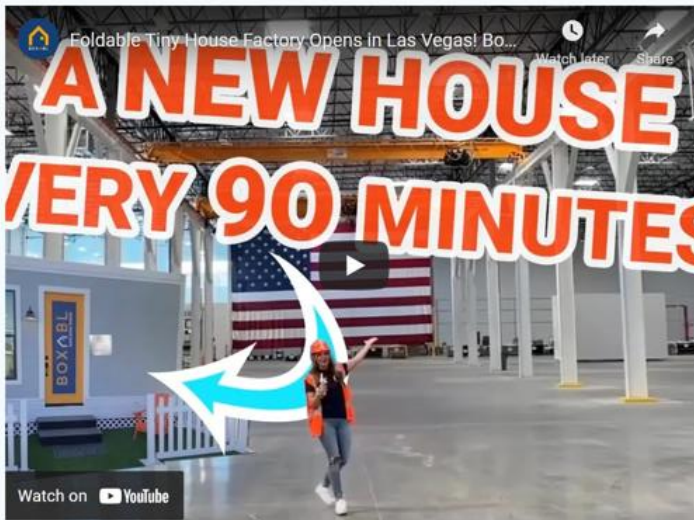 Foldable Tiny House Factory Opens in Las Vegas! Bo...
Watch later
Share
A NEW HOUSE
VERY 90 MINUTES
BOXABL
Watch on YouTube